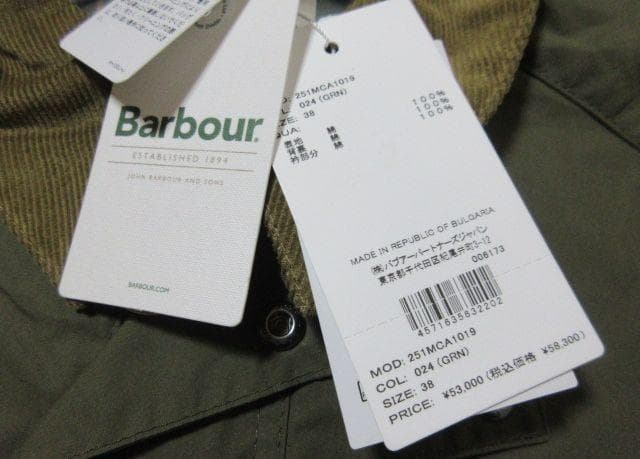 Barbour®
ESTABLISHED 1894
JOHN BARBOUR AND SONS
BARBOUR.COM
MOD: 251MCA1019
COL: 024 (GRN)
SIZE: 38
QUA:
表地 綿 100%
背裏 綿 100%
衿部分 綿 100%
MADE IN REPUBLIC OF BULGARIA
(株)バブアーパートナーズジャパン
東京都千代田区紀尾井町3-12
006173
4571635632202
MOD: 251MCA1019
COL: 024 (GRN)
SIZE: 38
PRICE: ¥53,000 (税込価格 ¥58,300)